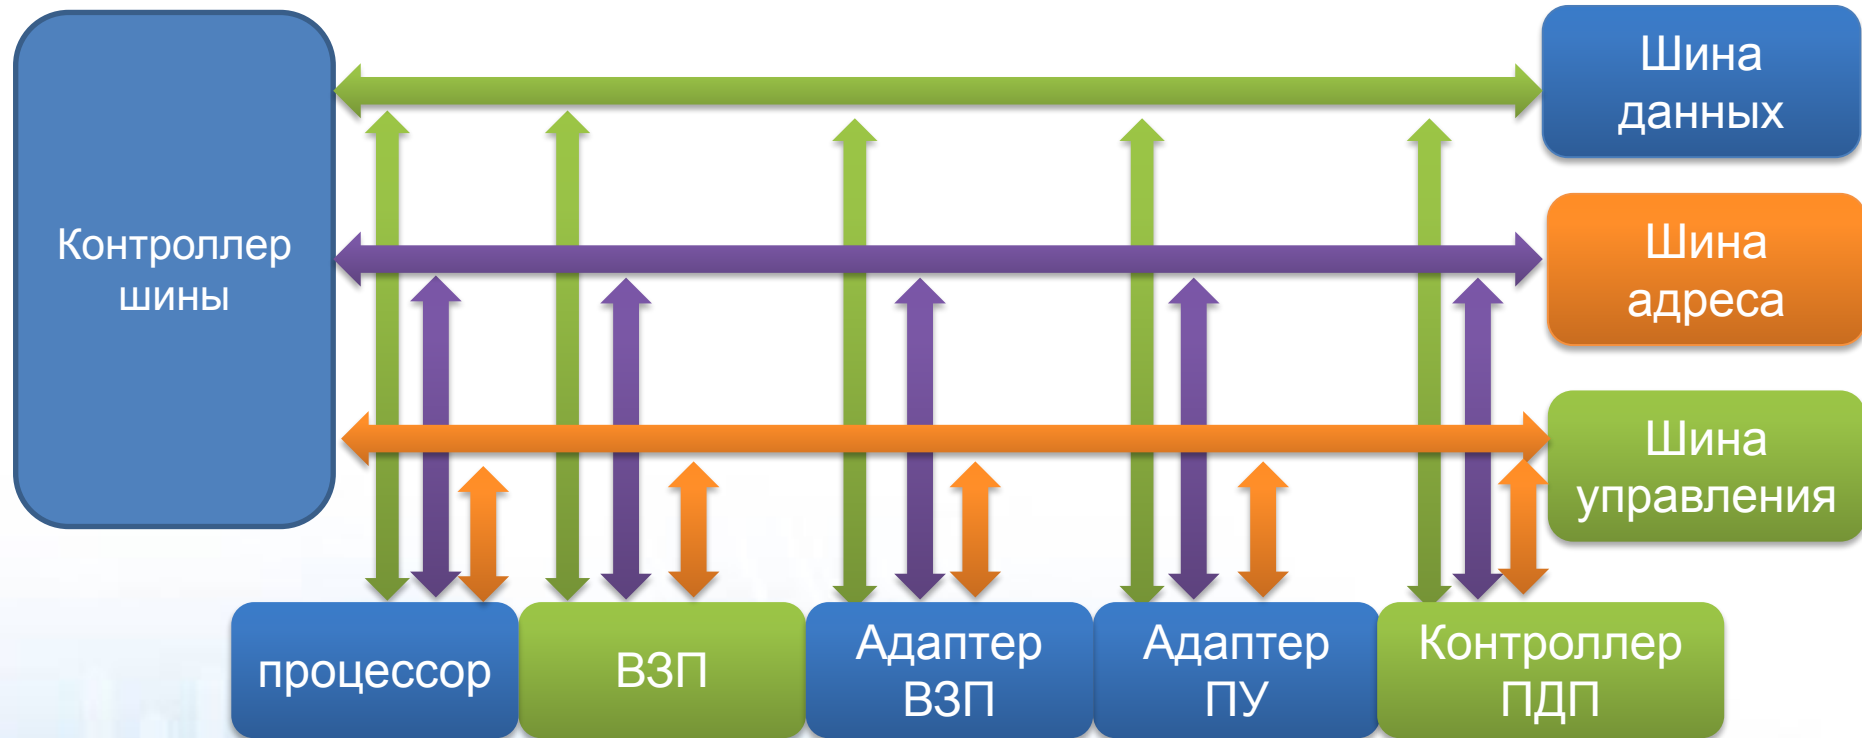 Контроллер
шины
Шина
данных
Шина
адреса
Шина
управления
процессор
ВЗП
Адаптер
ВЗП
Адаптер
ПУ
Контроллер
ПДП